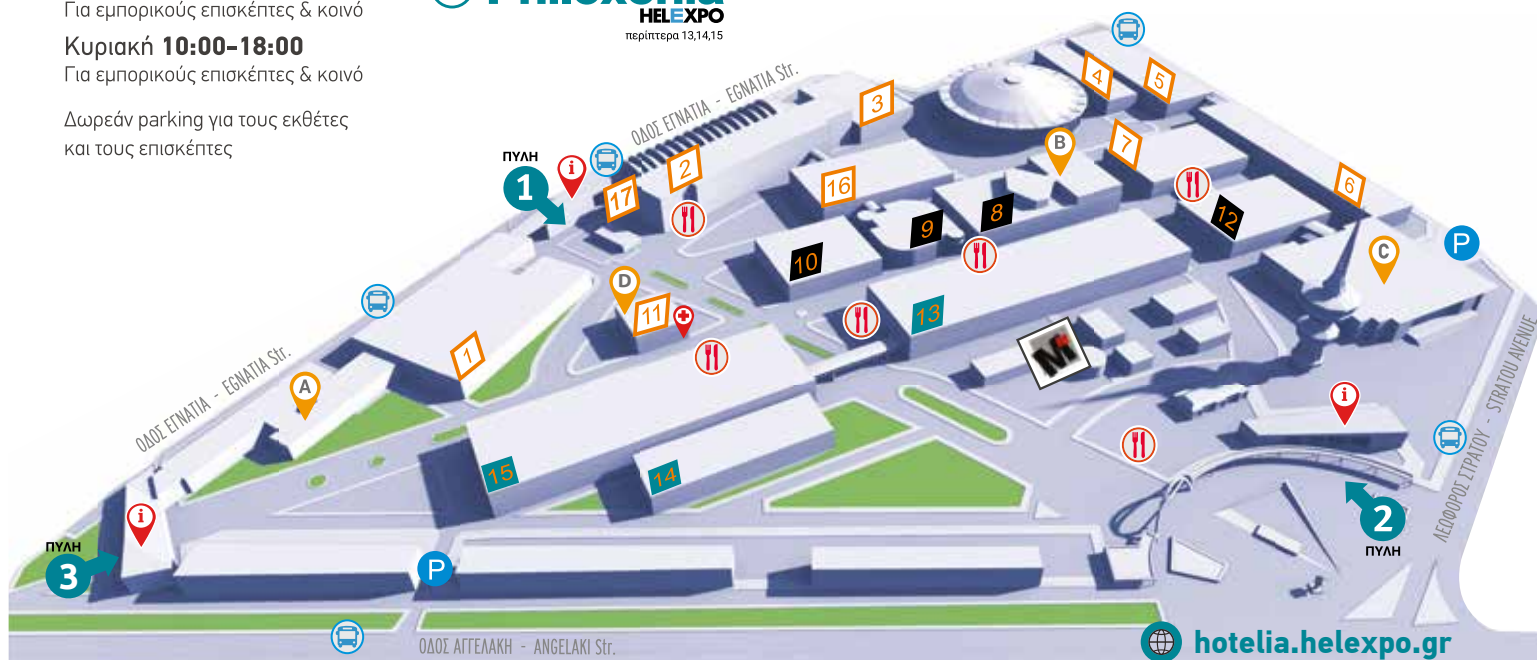 Για εμπορικούς επισκέπτες & κοινό
Κυριακή 10:00-18:00
Για εμπορικούς επισκέπτες & κοινό
Δωρεάν parking για τους εκθέτες
και τους επισκέπτες
Philoxenia
HELEXPO
περίπτερα 13,14,15
ΟΔΟΣ ΕΓΝΑΤΙΑ - EGNATIA Str.
ΠΥΛΗ
1
i
17
2
3
4
5
B
7
6
16
9
8
12
10
C
P
D
11
13
M
1
ΟΔΟΣ ΕΓΝΑΤΙΑ - EGNATIA Str.
A
i
15
14
ΛΕΩΦΟΡΟΣ ΣΤΡΑΤΟΥ - STRATOU AVENUE
2
ΠΥΛΗ
i
ΠΥΛΗ
3
P
ΟΔΟΣ ΑΓΓΕΛΑΚΗ - ANGELAKI Str.
hotelia.helexpo.gr